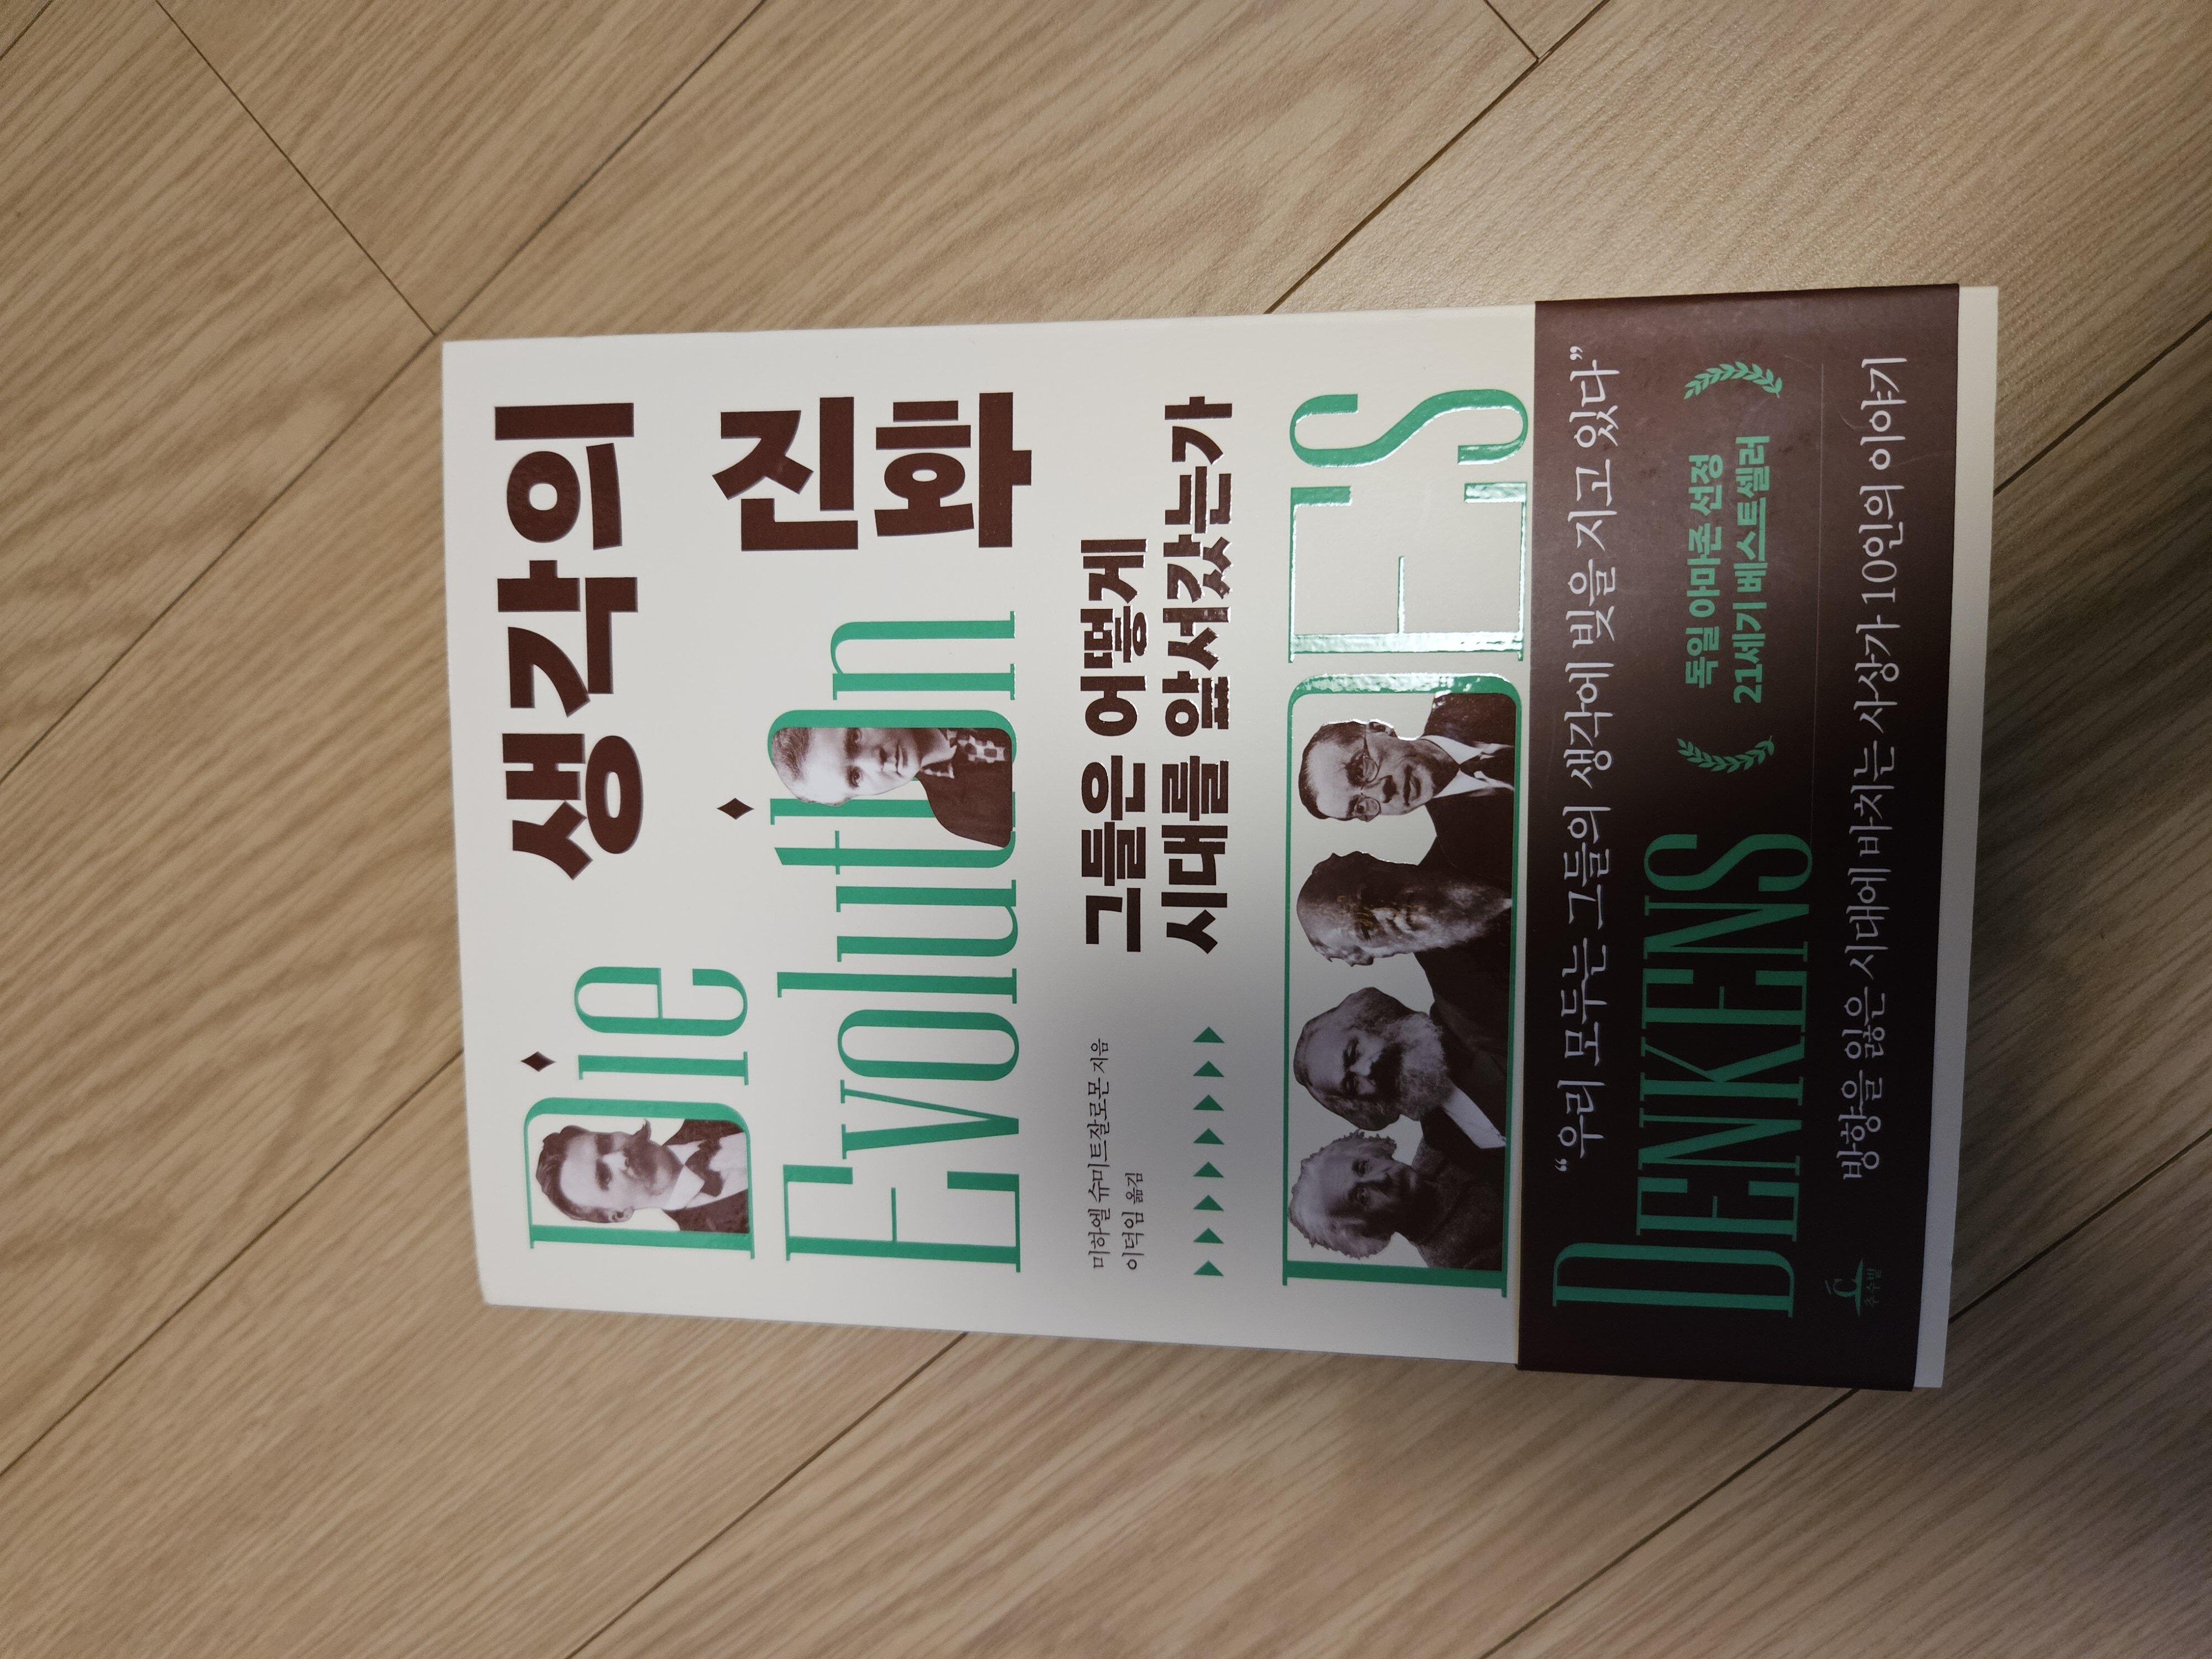 생각의
Die
진화
Evolution
미하엘 슈미트잘로몬 지음
이덕임 옮김
그들은 어떻게
시대를 앞서갔는가
DES
“우리 모두는 그들의 생각에 빚을 지고 있다”
DENKENS
독일 아마존 선정
21세기 베스트셀러
방향을 잃은 시대에 바치는 사상가 10인의 이야기
추수밭